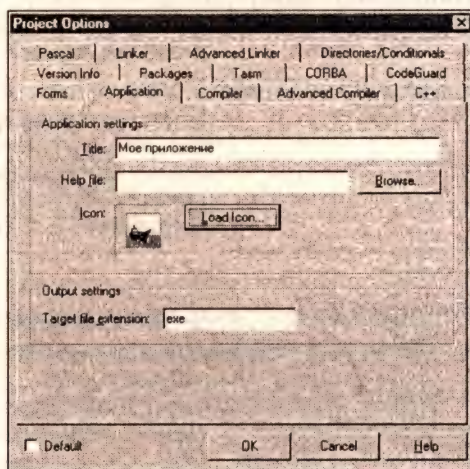 Project Options
Pascal Linker Advanced Linker Directories/Conditionals
Version Info Packages Tasm CORBA CodeGuard
Forms Application Compiler Advanced Compiler C++
Application settings
Title: Мое приложение
Help file: Browse...
Icon: Load Icon...
Output settings
Target file extension: exe
Default OK Cancel Help